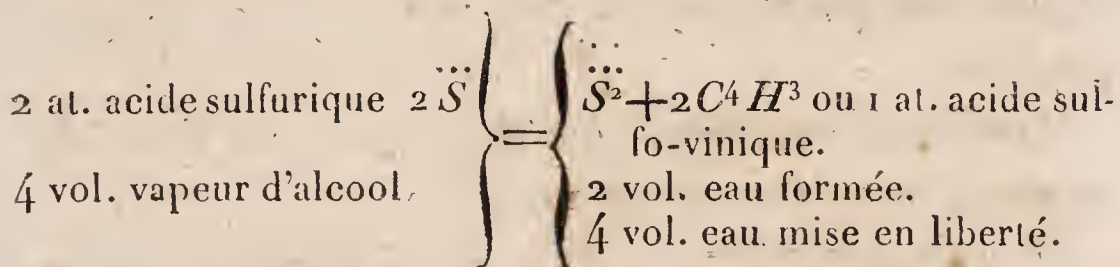 2 at. acide sulfurique 2 S⃛ } = { S̈⃛²+2C⁴H³ ou 1 at. acide sul-
fo-vinique.
4 vol. vapeur d'alcool. 2 vol. eau formée.
4 vol. eau mise en liberté.